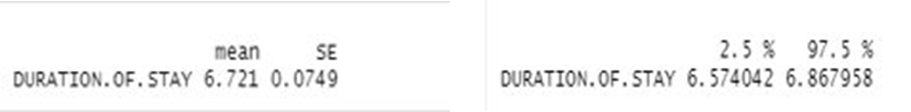 mean SE
DURATION.OF.STAY 6.721 0.0749
2.5 % 97.5 %
DURATION.OF.STAY 6.574042 6.867958